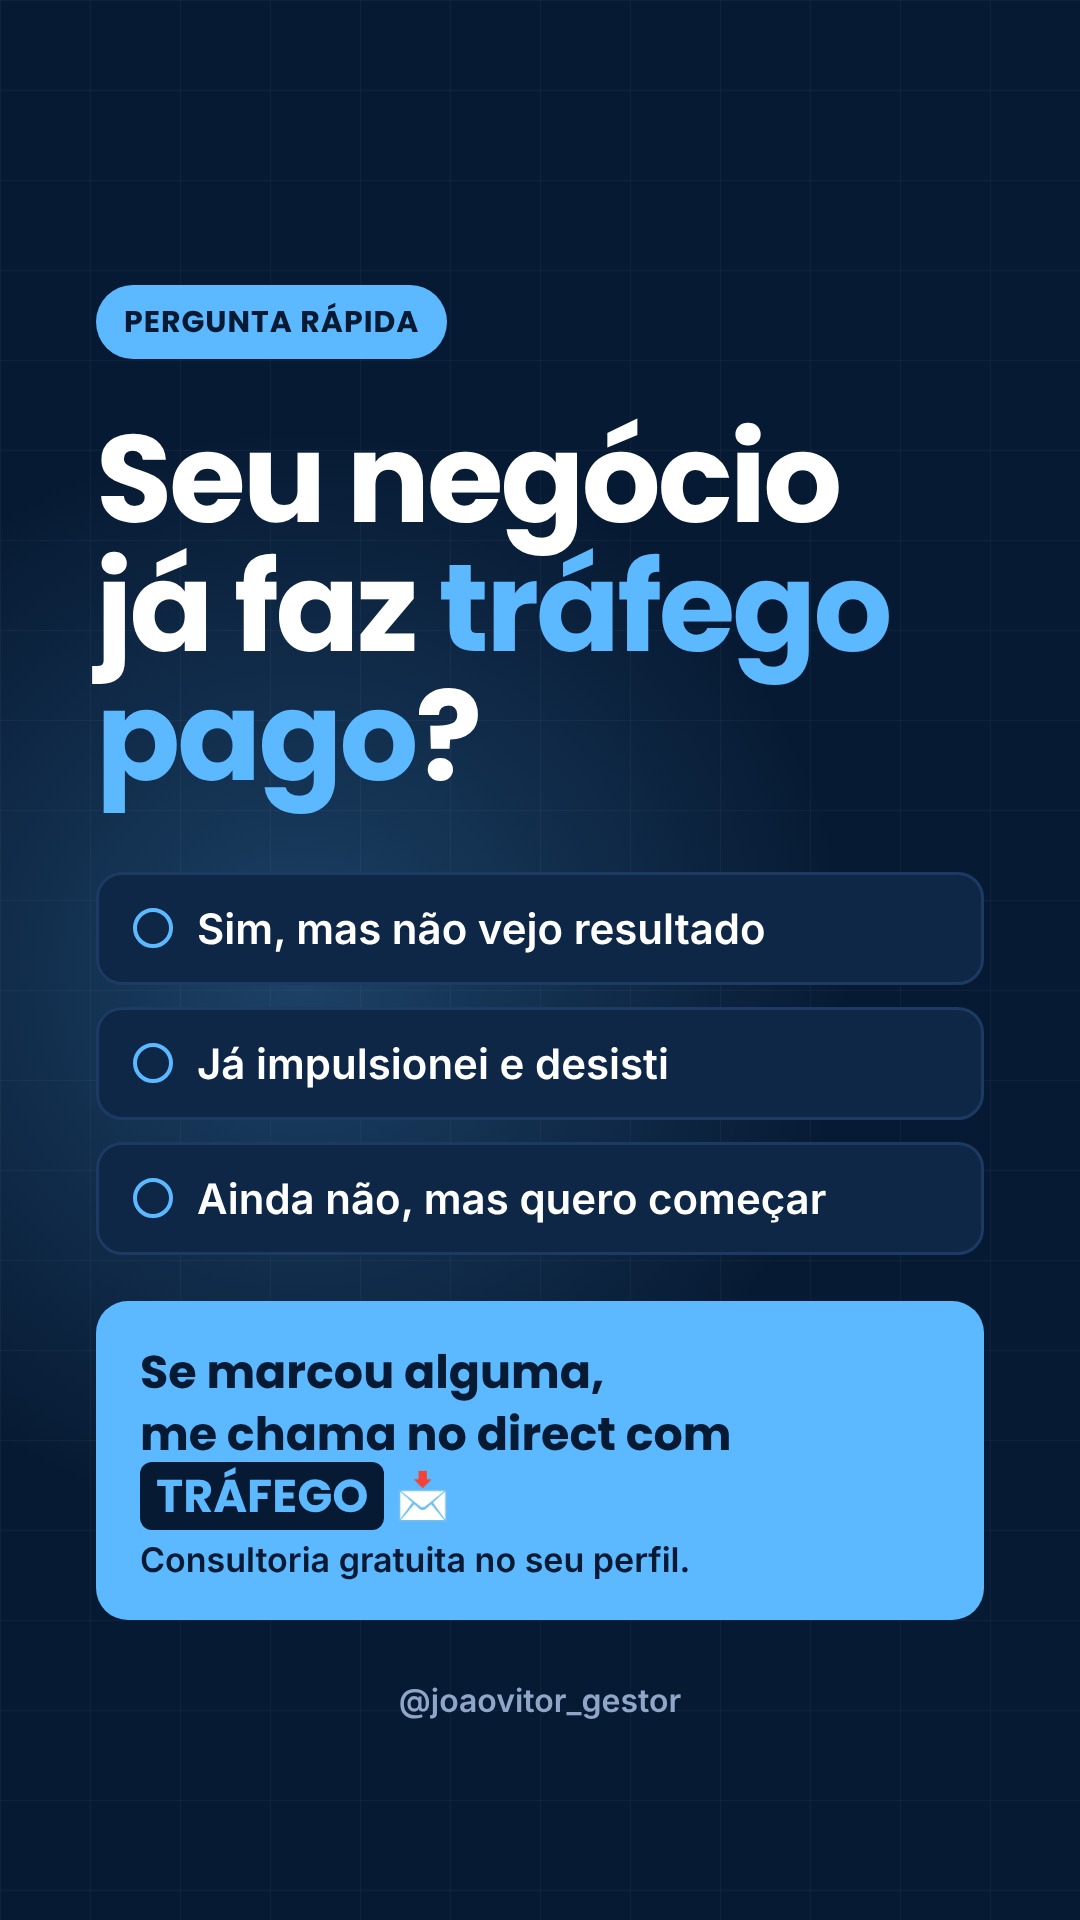 PERGUNTA RÁPIDA
Seu negócio
já faz tráfego
pago?
Sim, mas não vejo resultado
Já impulsionei e desisti
Ainda não, mas quero começar
Se marcou alguma,
me chama no direct com
TRÁFEGO 📩
Consultoria gratuita no seu perfil.
@joaovitor_gestor